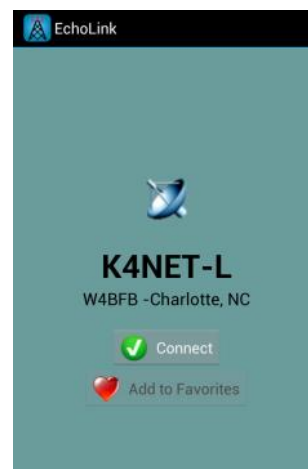 EchoLink
K4NET-L
W4BFB -Charlotte, NC
Connect
Add to Favorites